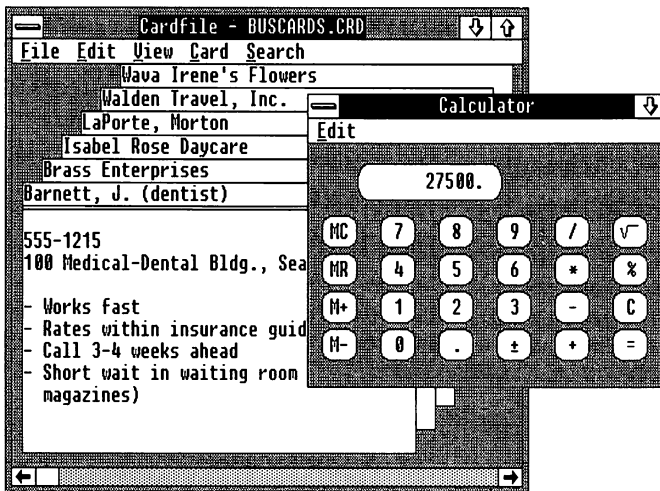 Cardfile - BUSCARDS.CRD
File Edit View Card Search
Wava Irene's Flowers
Walden Travel, Inc.
LaPorte, Morton
Isabel Rose Daycare
Brass Enterprises
Barnett, J. (dentist)
555-1215
100 Medical-Dental Bldg., Sea
- Works fast
- Rates within insurance guid
- Call 3-4 weeks ahead
- Short wait in waiting room
magazines)
Calculator
Edit
27500.
MC 7 8 9 / √
MR 4 5 6 * %
M+ 1 2 3 - C
M- 0 . ± + =